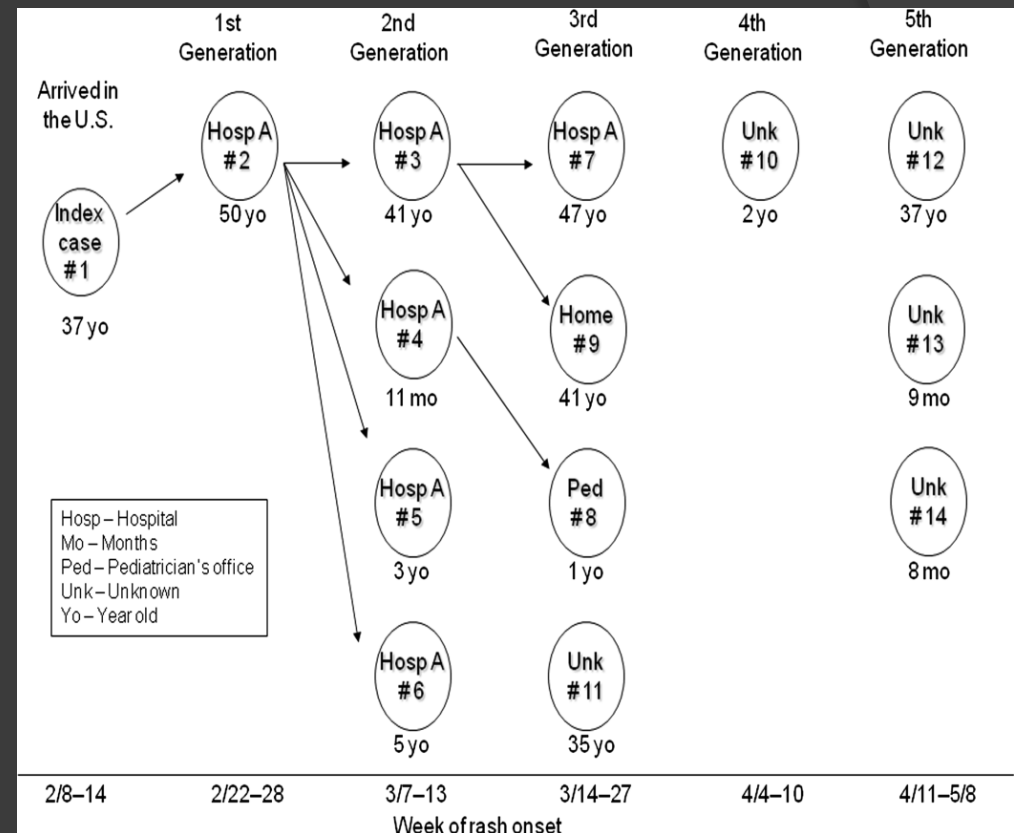 1st
Generation
2nd
Generation
3rd
Generation
4th
Generation
5th
Generation
Arrived in
the U.S.
Index
case
#1
37 yo
Hosp A
#2
50 yo
Hosp A
#3
41 yo
Hosp A
#7
47 yo
Unk
#10
2 yo
Unk
#12
37 yo
Hosp A
#4
11 mo
Home
#9
41 yo
Unk
#13
9 mo
Hosp A
#5
3 yo
Ped
#8
1 yo
Unk
#14
8 mo
Hosp A
#6
5 yo
Unk
#11
35 yo
Hosp – Hospital
Mo – Months
Ped – Pediatrician's office
Unk – Unknown
Yo – Year old
2/8–14 2/22–28 3/7–13 3/14–27 4/4–10 4/11–5/8
Week of rash onset